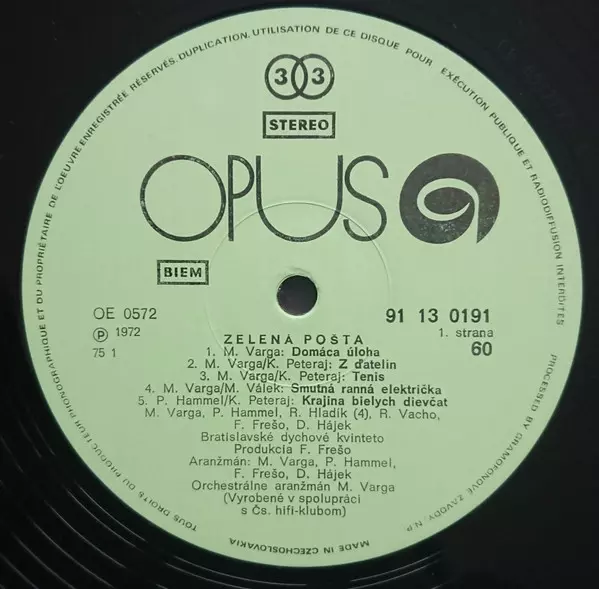 TOUS DROITS DU PRODUCTEUR PHONOGRAPHIQUE ET DU PROPRIÉTAIRE DE L'OEUVRE ENREGISTRÉE RÉSERVÉS. DUPLICATION, UTILISATION DE CE DISQUE POUR EXÉCUTION PUBLIQUE ET RADIODIFFUSION INTERDITES
33
STEREO
OPUS
BIEM
OE 0572
91 13 0191
Ⓟ 1972
1. strana
75 1
60
ZELENÁ POŠTA
1. M. Varga: Domáca úloha
2. M. Varga/K. Peteraj: Z ďatelin
3. M. Varga/K. Peteraj: Tenis
4. M. Varga/M. Válek: Smutná ranná električka
5. P. Hammel/K. Peteraj: Krajina bielych dievčat
M. Varga, P. Hammel, R. Hladík (4), R. Vacho,
F. Frešo, D. Hájek
Bratislavské dychové kvinteto
Produkcia F. Frešo
Aranžmán: M. Varga, P. Hammel,
F. Frešo, D. Hájek
Orchestrálne aranžmán M. Varga
(Vyrobené v spolupráci
s Čs. hifi-klubom)
MADE IN CZECHOSLOVAKIA
PROCESSED BY GRAMOFONOVÉ ZÁVODY, N.P.